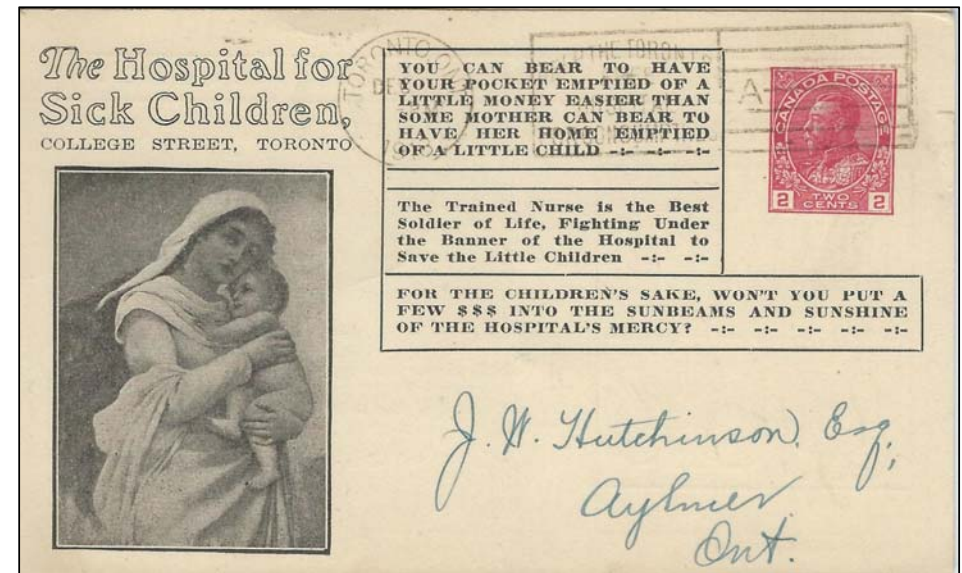 The Hospital for
Sick Children,
COLLEGE STREET, TORONTO
TORONTO, ONT.
DE
YOU CAN BEAR TO HAVE
YOUR POCKET EMPTIED OF A
LITTLE MONEY EASIER THAN
SOME MOTHER CAN BEAR TO
HAVE HER HOME EMPTIED
OF A LITTLE CHILD -:- -:- -:-
THE TORONTO
A
The Trained Nurse is the Best
Soldier of Life, Fighting Under
the Banner of the Hospital to
Save the Little Children -:- -:-
FOR THE CHILDREN'S SAKE, WON'T YOU PUT A
FEW $$$ INTO THE SUNBEAMS AND SUNSHINE
OF THE HOSPITAL'S MERCY? -:- -:- -:- -:- -:-
CANADA POSTAGE
2 TWO CENTS 2
J. H. Hutchinson, Esq,
Aylmer
Ont.